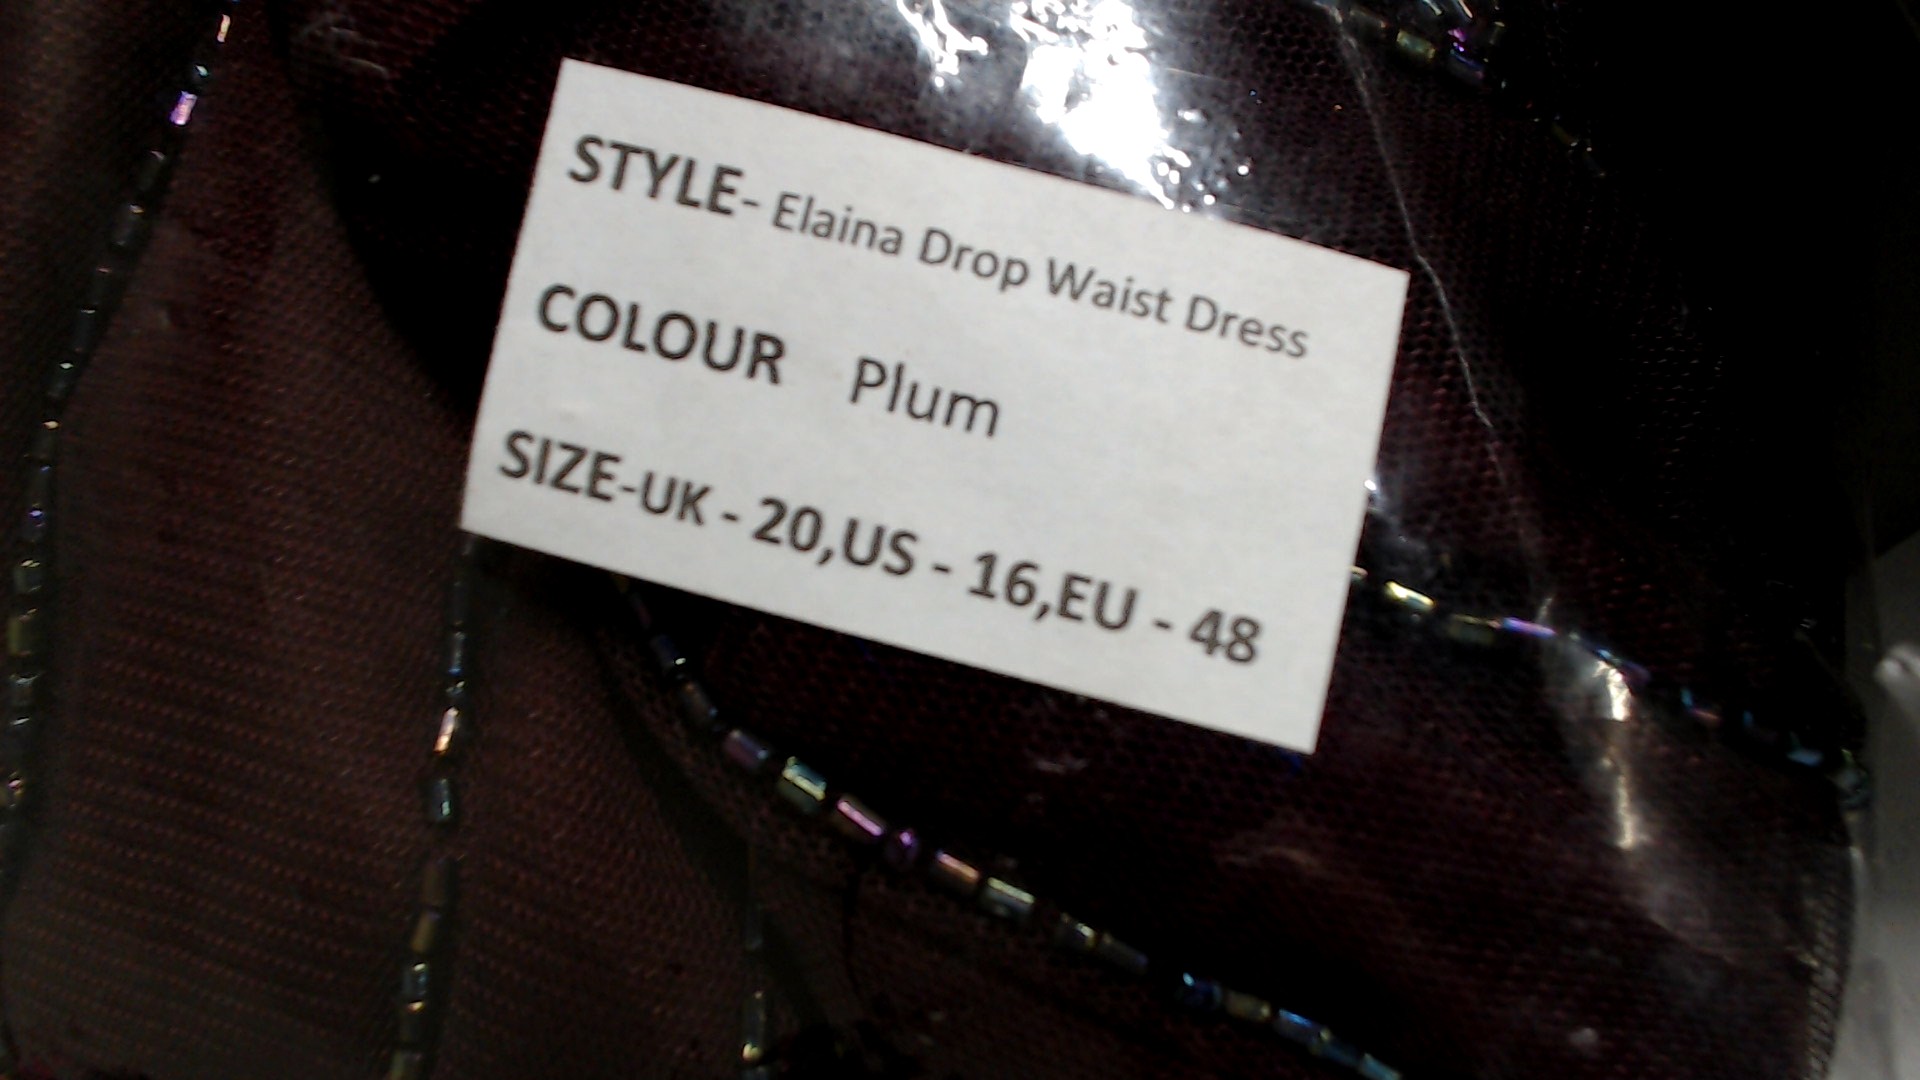 STYLE- Elaina Drop Waist Dress
COLOUR Plum
SIZE-UK - 20,US - 16,EU - 48